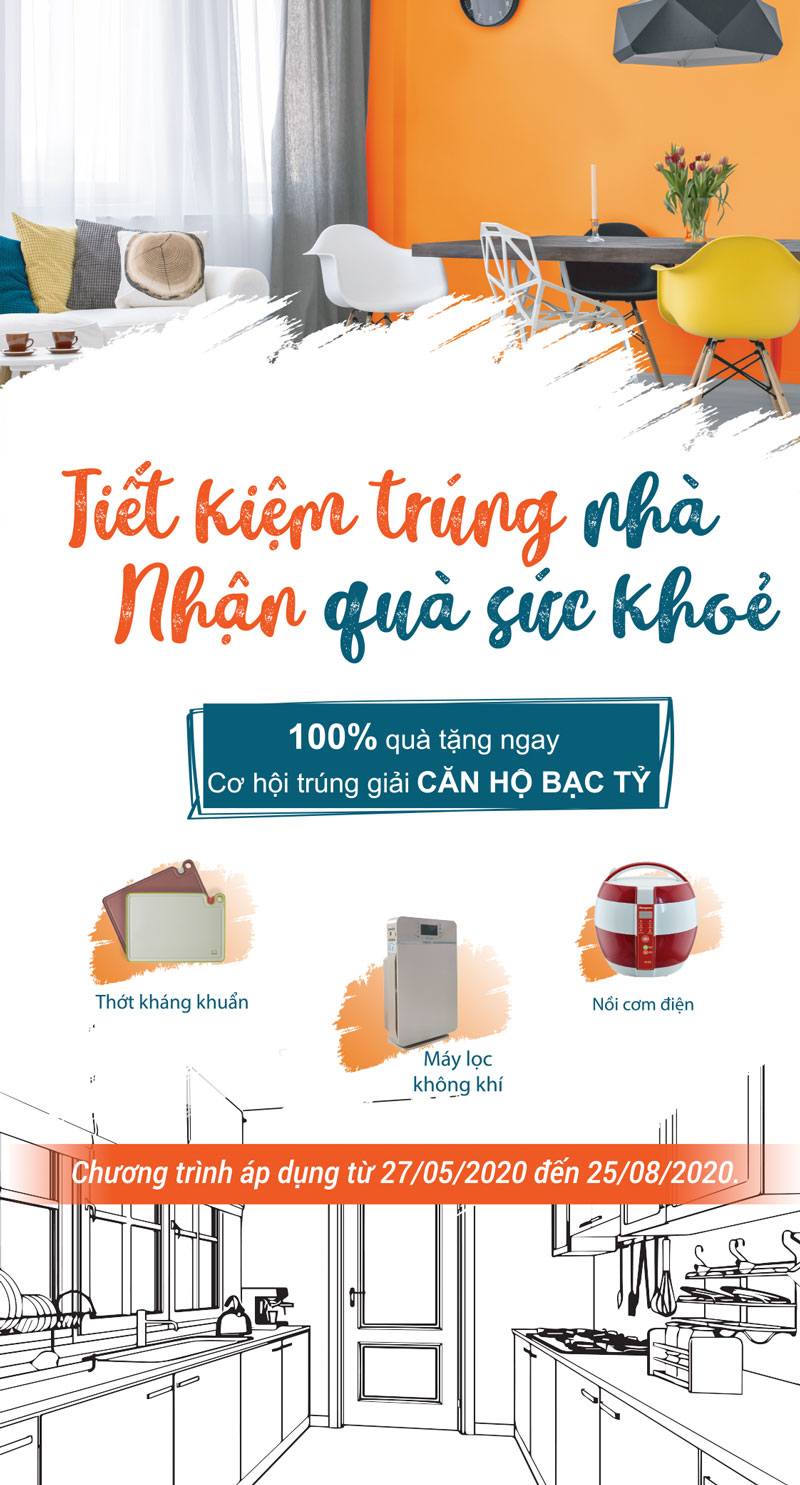 Tiết kiệm trúng nhà
Nhận quà sức khoẻ
100% quà tặng ngay
Cơ hội trúng giải CĂN HỘ BẠC TỶ
Thớt kháng khuẩn
Máy lọc
không khí
Nồi cơm điện
Chương trình áp dụng từ 27/05/2020 đến 25/08/2020.